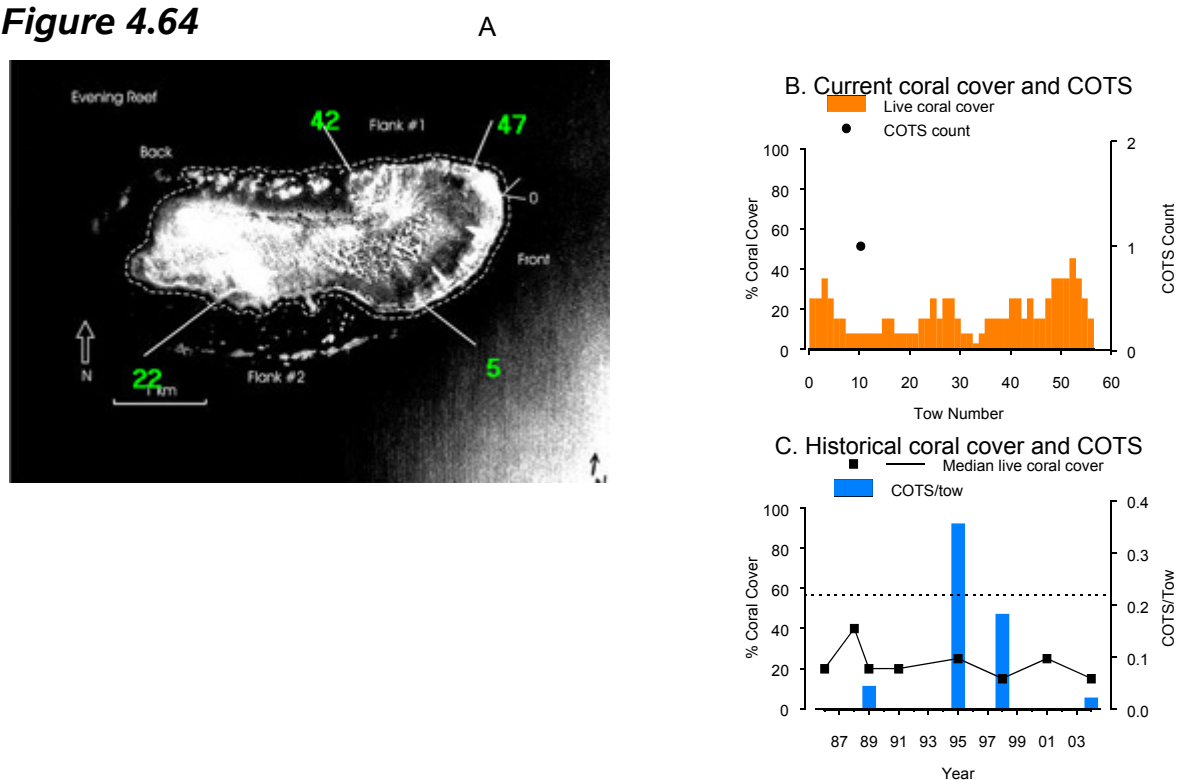 Figure 4.64
A
Evening Reef
42
Flank #1
47
Back
0
Front
N
22
1 km
Flank #2
5
N
B. Current coral cover and COTS
Live coral cover
COTS count
100
80
60
40
20
0
% Coral Cover
2
1
0
COTS Count
0 10 20 30 40 50 60
Tow Number
C. Historical coral cover and COTS
Median live coral cover
COTS/tow
100
80
60
40
20
0
% Coral Cover
0.4
0.3
0.2
0.1
0.0
COTS/Tow
87 89 91 93 95 97 99 01 03
Year